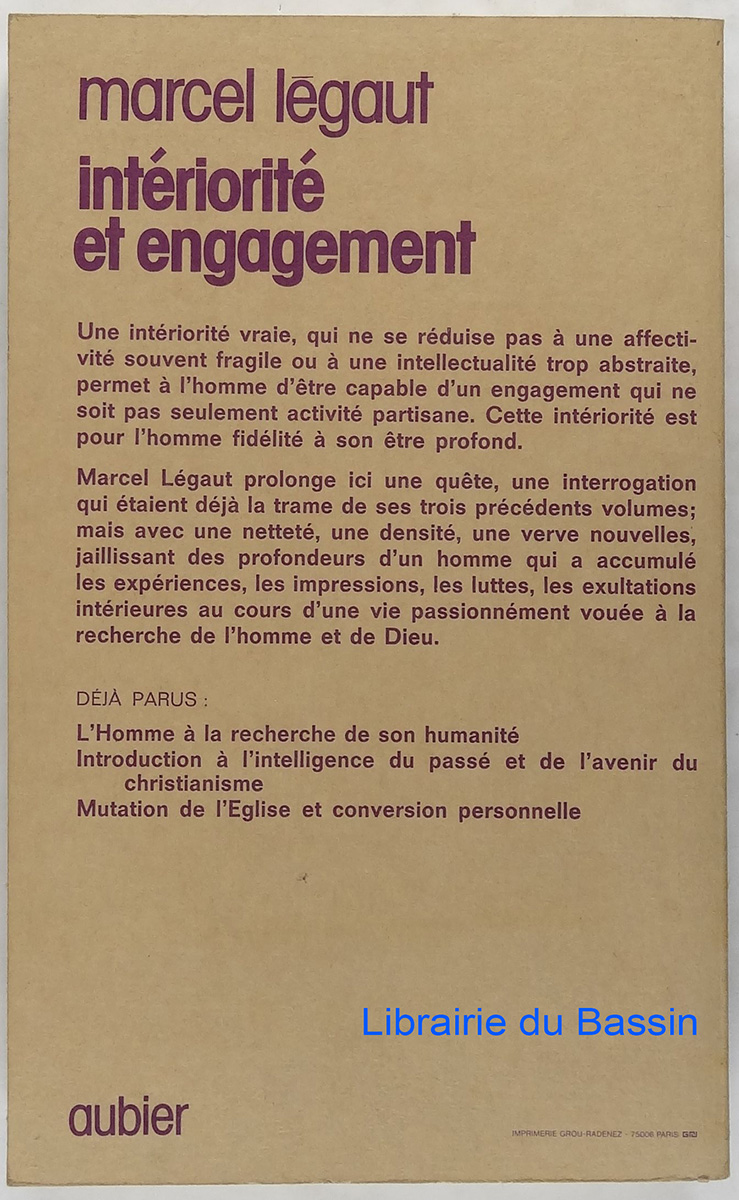 marcel légaut
intériorité
et engagement
Une intériorité vraie, qui ne se réduise pas à une affecti-
vité souvent fragile ou à une intellectualité trop abstraite,
permet à l'homme d'être capable d'un engagement qui ne
soit pas seulement activité partisane. Cette intériorité est
pour l'homme fidélité à son être profond.
Marcel Légaut prolonge ici une quête, une interrogation
qui étaient déjà la trame de ses trois précédents volumes;
mais avec une netteté, une densité, une verve nouvelles,
jaillissant des profondeurs d'un homme qui a accumulé
les expériences, les impressions, les luttes, les exultations
intérieures au cours d'une vie passionnément vouée à la
recherche de l'homme et de Dieu.
DÉJÀ PARUS :
L'Homme à la recherche de son humanité
Introduction à l'intelligence du passé et de l'avenir du
christianisme
Mutation de l'Eglise et conversion personnelle
Librairie du Bassin
aubier
IMPRIMERIE GROU-RADENEZ - 75006 PARIS